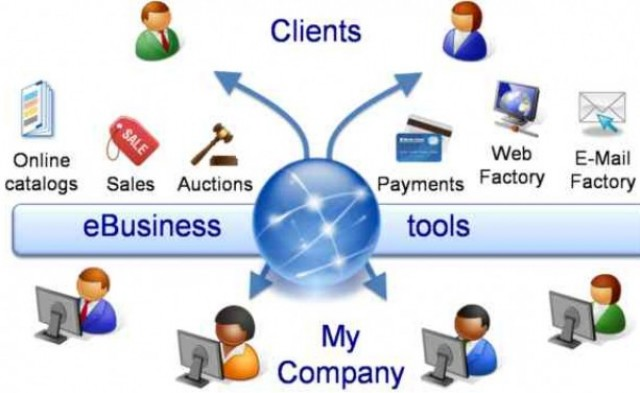 Clients
Online
catalogs
SALE
Sales
Auctions
Payments
Web
Factory
E-Mail
Factory
eBusiness tools
My
Company